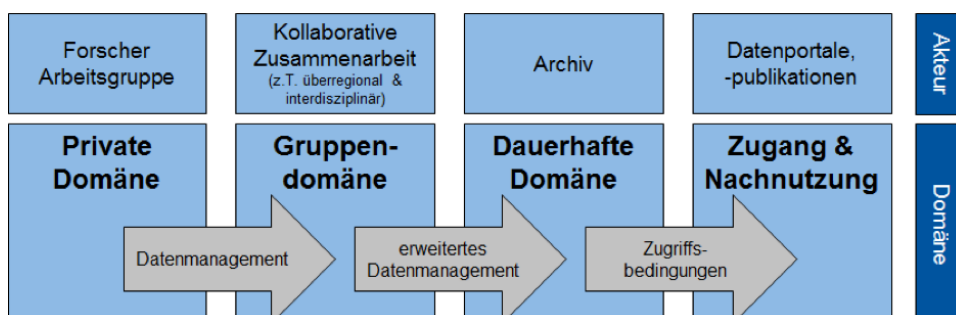 Forscher
Arbeitsgruppe
Kollaborative
Zusammenarbeit
(z.T. überregional &
interdisziplinär)
Archiv
Datenportale,
-publikationen
Akteur
Private
Domäne
Gruppen-
domäne
Dauerhafte
Domäne
Zugang &
Nachnutzung
Domäne
Datenmanagement
erweitertes
Datenmanagement
Zugriffs-
bedingungen